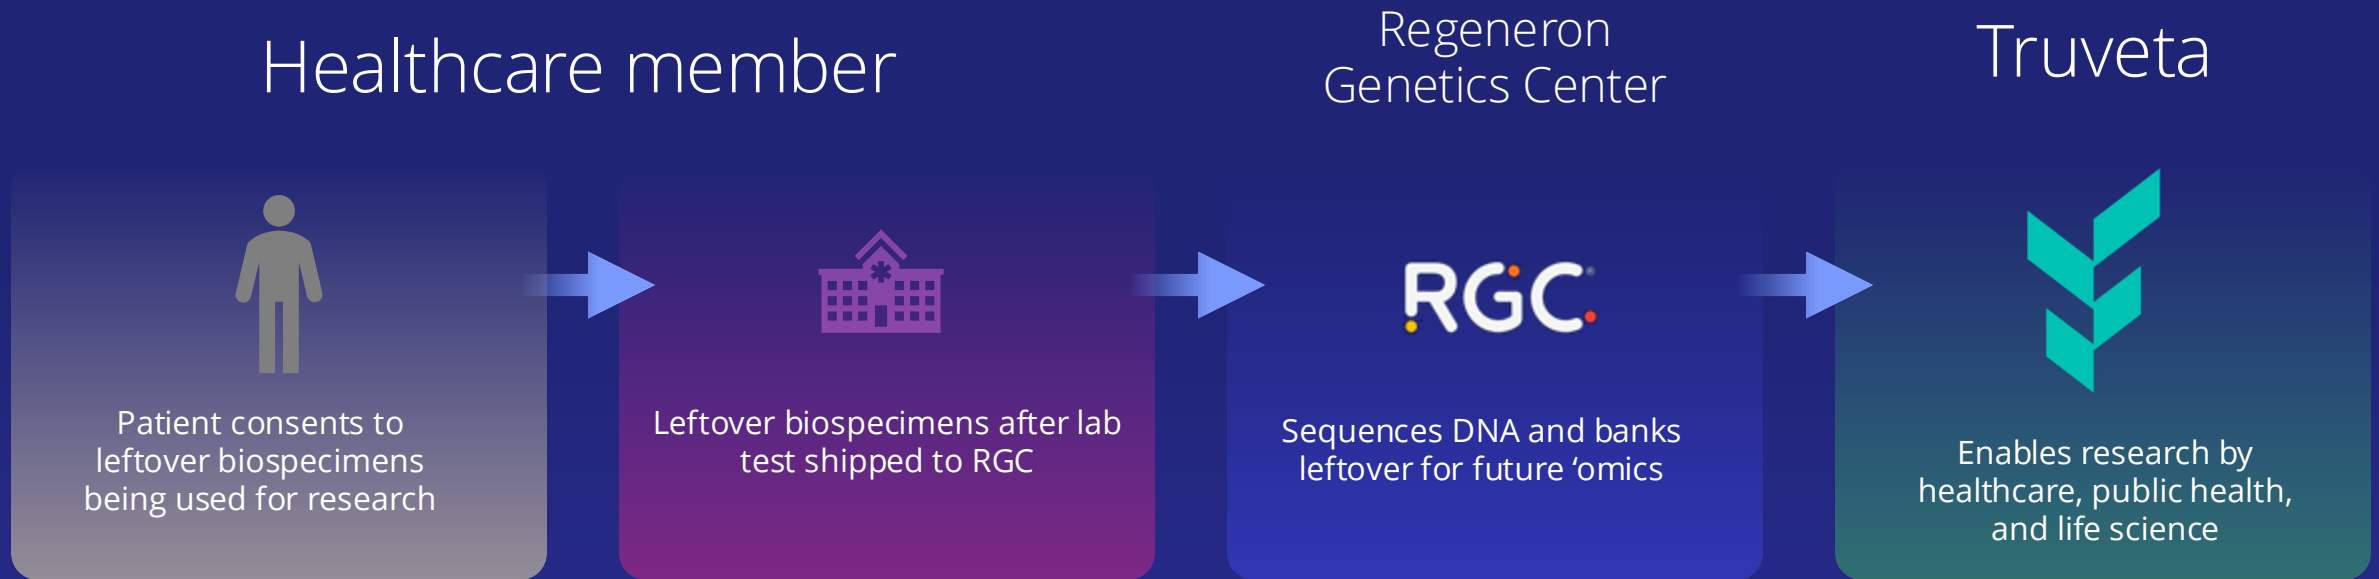 Healthcare member
Regeneron
Genetics Center
Truveta
Patient consents to
leftover biospecimens
being used for research
Leftover biospecimens after lab
test shipped to RGC
RGC
Sequences DNA and banks
leftover for future ‘omics
Enables research by
healthcare, public health,
and life science